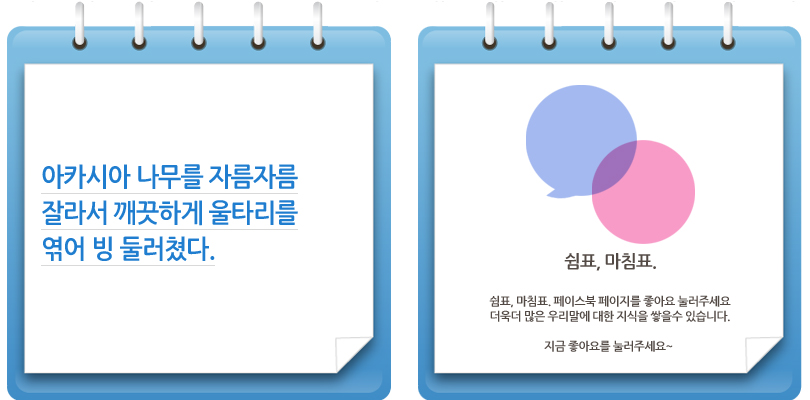 아카시아 나무를 자름자름
잘라서 깨끗하게 울타리를
엮어 빙 둘러쳤다.
쉼표, 마침표.
쉼표, 마침표. 페이스북 페이지를 좋아요 눌러주세요
더욱더 많은 우리말에 대한 지식을 쌓을수 있습니다.
지금 좋아요를 눌러주세요~